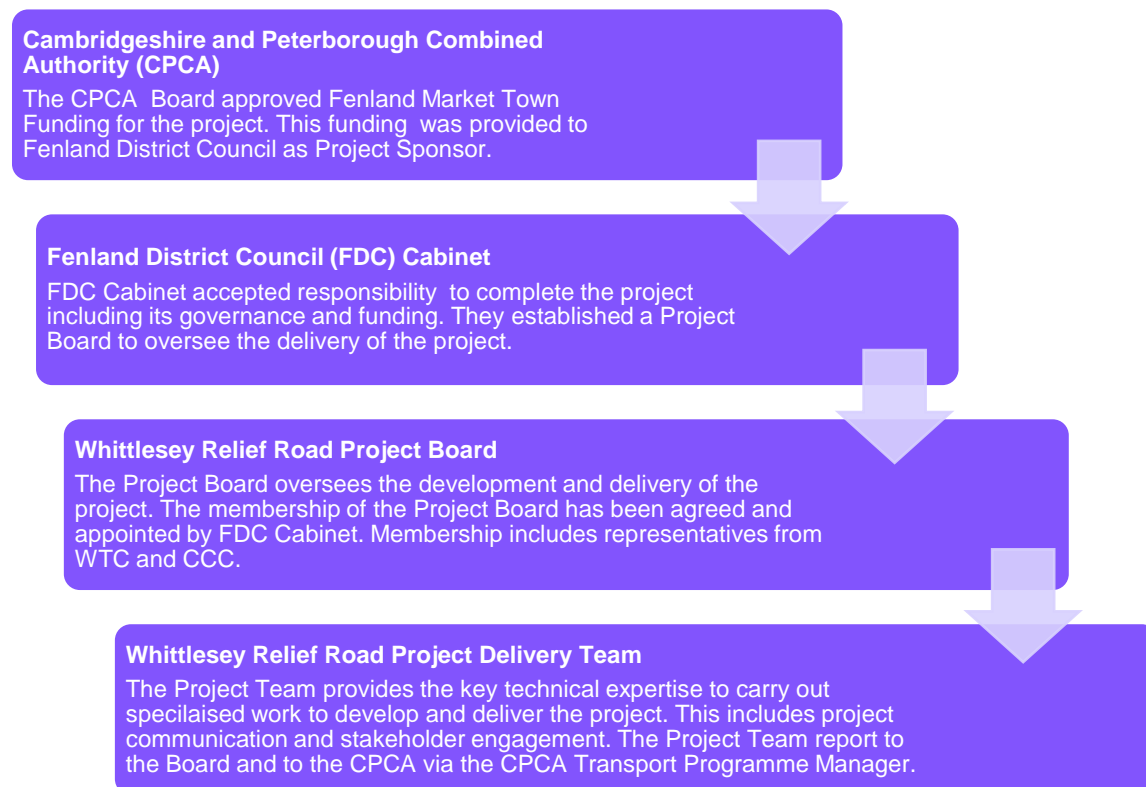 Cambridgeshire and Peterborough Combined
Authority (CPCA)
The CPCA Board approved Fenland Market Town
Funding for the project. This funding was provided to
Fenland District Council as Project Sponsor.
Fenland District Council (FDC) Cabinet
FDC Cabinet accepted responsibility to complete the project
including its governance and funding. They established a Project
Board to oversee the delivery of the project.
Whittlesey Relief Road Project Board
The Project Board oversees the development and delivery of the
project. The membership of the Project Board has been agreed and
appointed by FDC Cabinet. Membership includes representatives from
WTC and CCC.
Whittlesey Relief Road Project Delivery Team
The Project Team provides the key technical expertise to carry out
specilaised work to develop and deliver the project. This includes project
communication and stakeholder engagement. The Project Team report to
the Board and to the CPCA via the CPCA Transport Programme Manager.